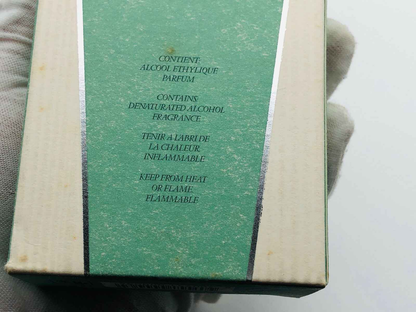 CONTIENT
ALCOOL ETHYLIQUE
PARFUM
CONTAINS
DENATURATED ALCOHOL
FRAGRANCE
TENIR A L'ABRI DE
LA CHALEUR
INFLAMMABLE
KEEP FROM HEAT
OR FLAME
FLAMMABLE